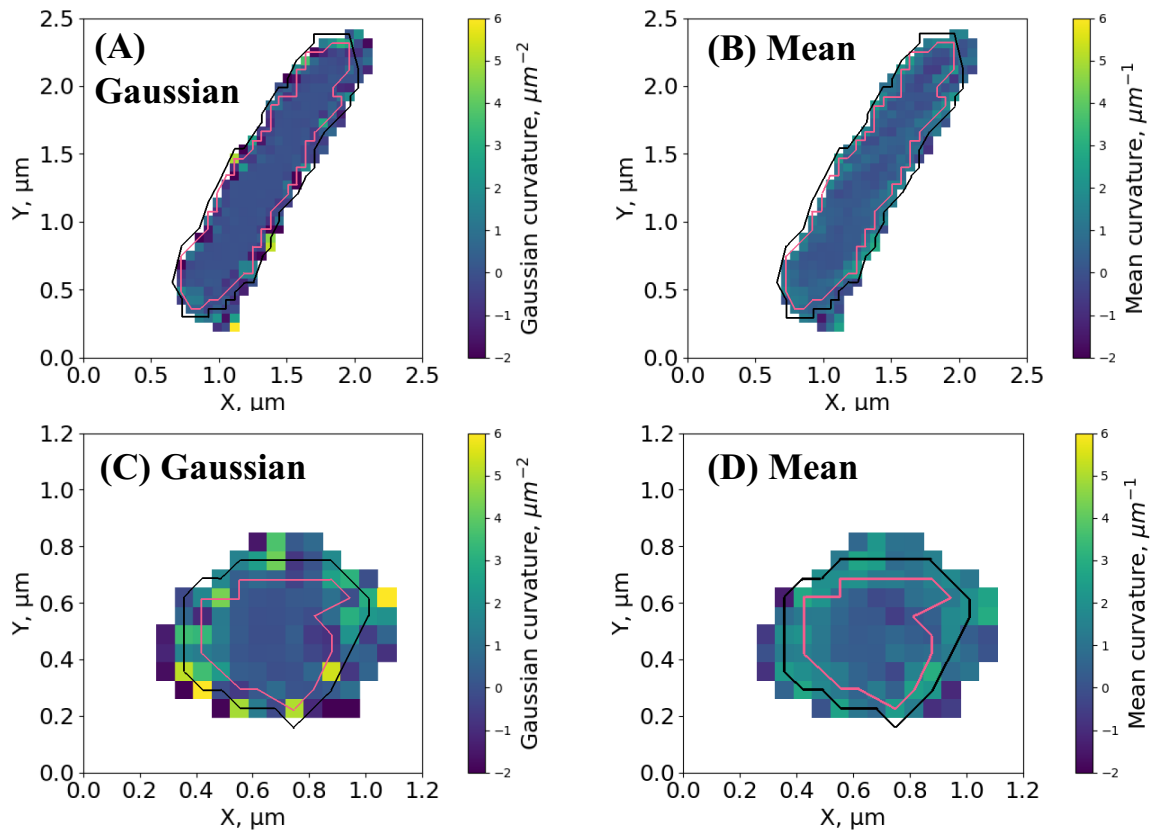 (A)
Gaussian
2.5
2.0
1.5
1.0
0.5
0.0
Y, μm
0.0 0.5 1.0 1.5 2.0 2.5
X, μm
6
5
4
3
2
1
0
−1
−2
Gaussian curvature, μm⁻²
(B) Mean
2.5
2.0
1.5
1.0
0.5
0.0
Y, μm
0.0 0.5 1.0 1.5 2.0 2.5
X, μm
6
5
4
3
2
1
0
−1
−2
Mean curvature, μm⁻¹
(C) Gaussian
1.2
1.0
0.8
0.6
0.4
0.2
0.0
Y, μm
0.0 0.2 0.4 0.6 0.8 1.0 1.2
X, μm
6
5
4
3
2
1
0
−1
−2
Gaussian curvature, μm⁻²
(D) Mean
1.2
1.0
0.8
0.6
0.4
0.2
0.0
Y, μm
0.0 0.2 0.4 0.6 0.8 1.0 1.2
X, μm
6
5
4
3
2
1
0
−1
−2
Mean curvature, μm⁻¹